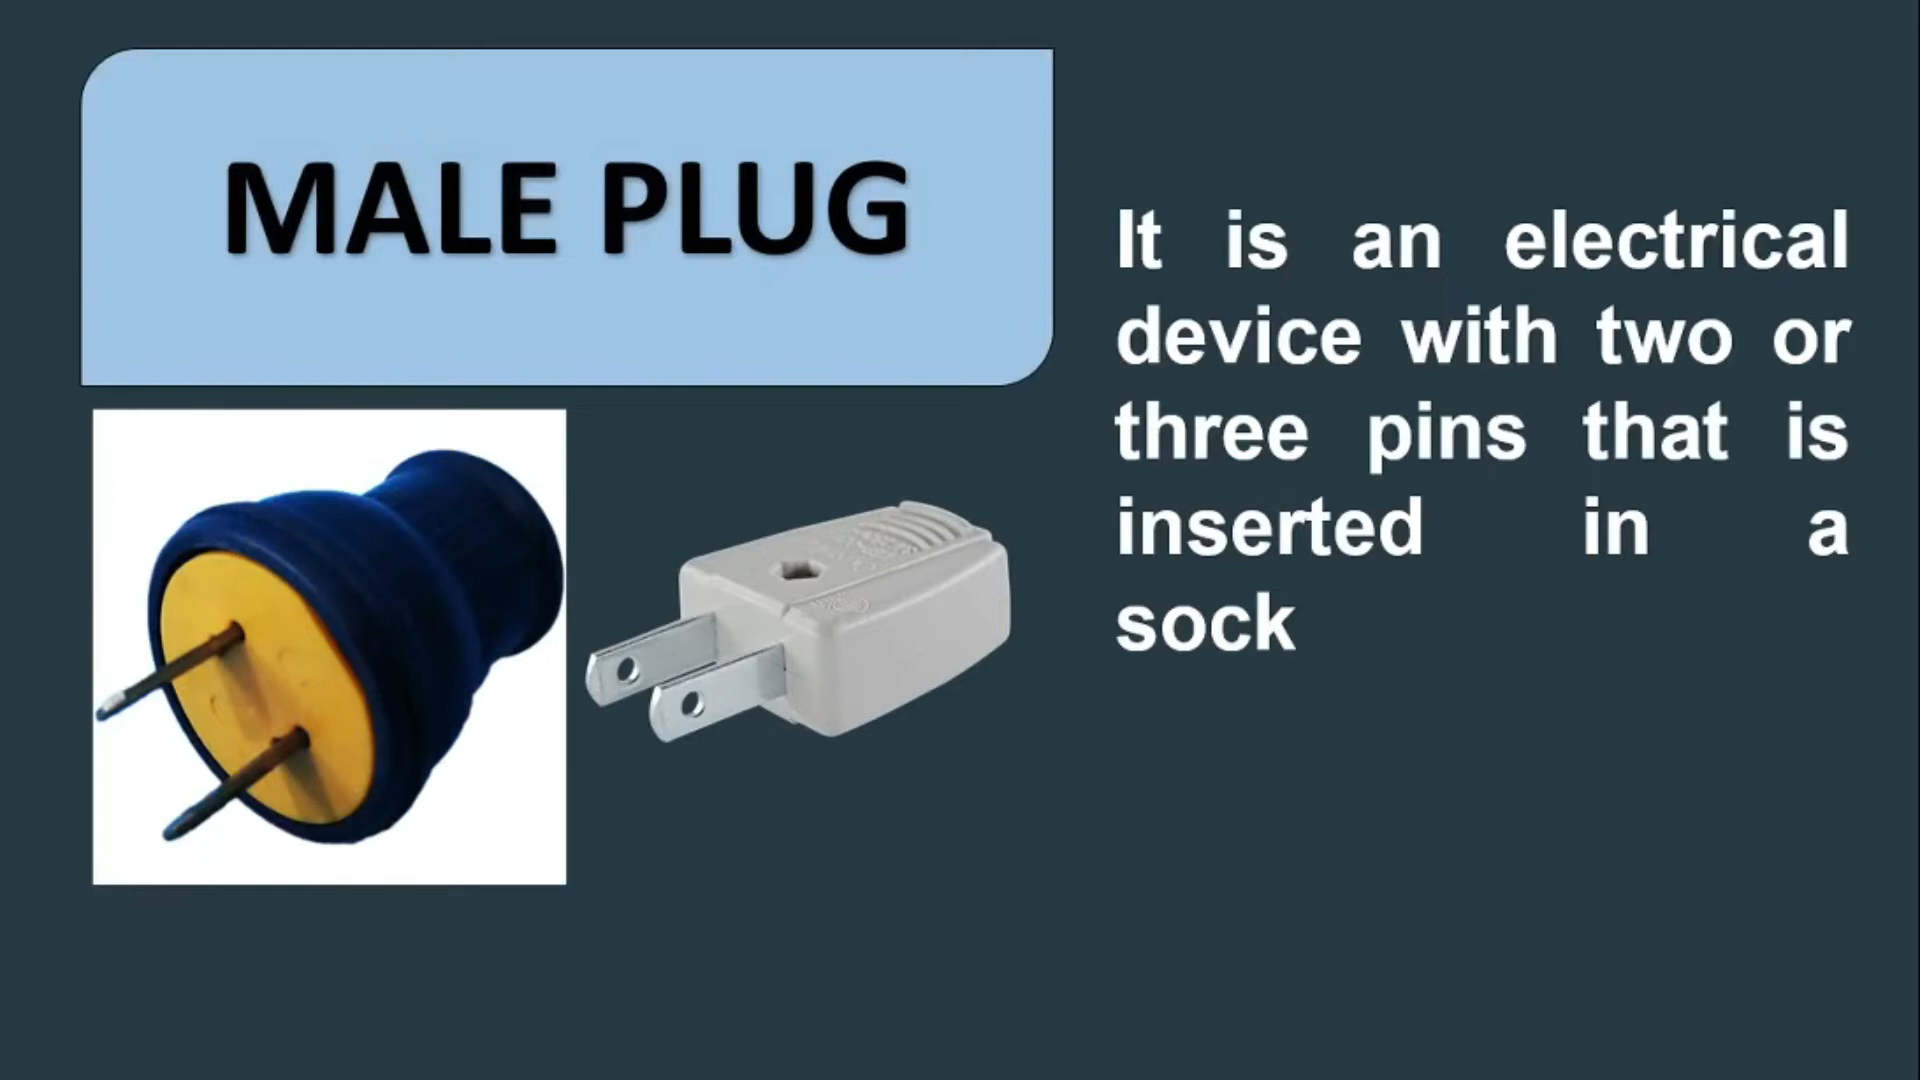 MALE PLUG
It is an electrical
device with two or
three pins that is
inserted in a
sock